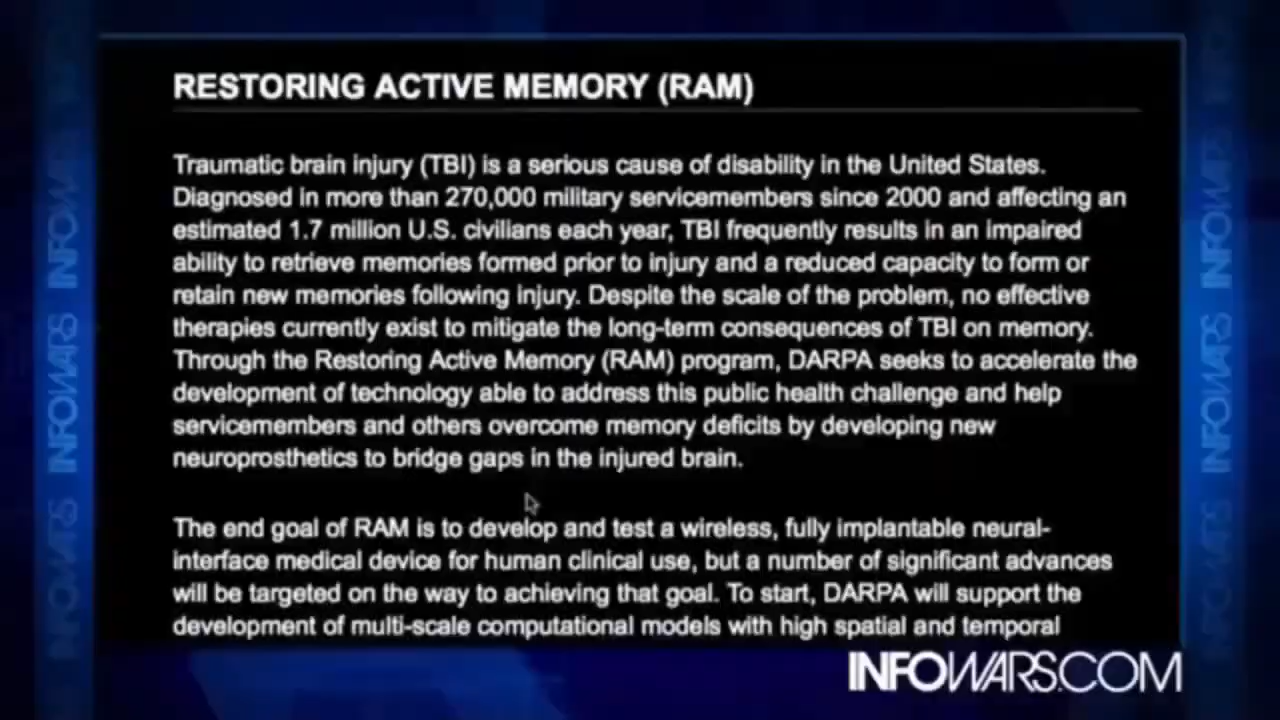 RESTORING ACTIVE MEMORY (RAM)
Traumatic brain injury (TBI) is a serious cause of disability in the United States.
Diagnosed in more than 270,000 military servicemembers since 2000 and affecting an
estimated 1.7 million U.S. civilians each year, TBI frequently results in an impaired
ability to retrieve memories formed prior to injury and a reduced capacity to form or
retain new memories following injury. Despite the scale of the problem, no effective
therapies currently exist to mitigate the long-term consequences of TBI on memory.
Through the Restoring Active Memory (RAM) program, DARPA seeks to accelerate the
development of technology able to address this public health challenge and help
servicemembers and others overcome memory deficits by developing new
neuroprosthetics to bridge gaps in the injured brain.
The end goal of RAM is to develop and test a wireless, fully implantable neural-
interface medical device for human clinical use, but a number of significant advances
will be targeted on the way to achieving that goal. To start, DARPA will support the
development of multi-scale computational models with high spatial and temporal
INFOWARS.COM
INFOWARS
INFOWARS
INFOWARS
INFOWARS
INFOWARS
INFOWARS